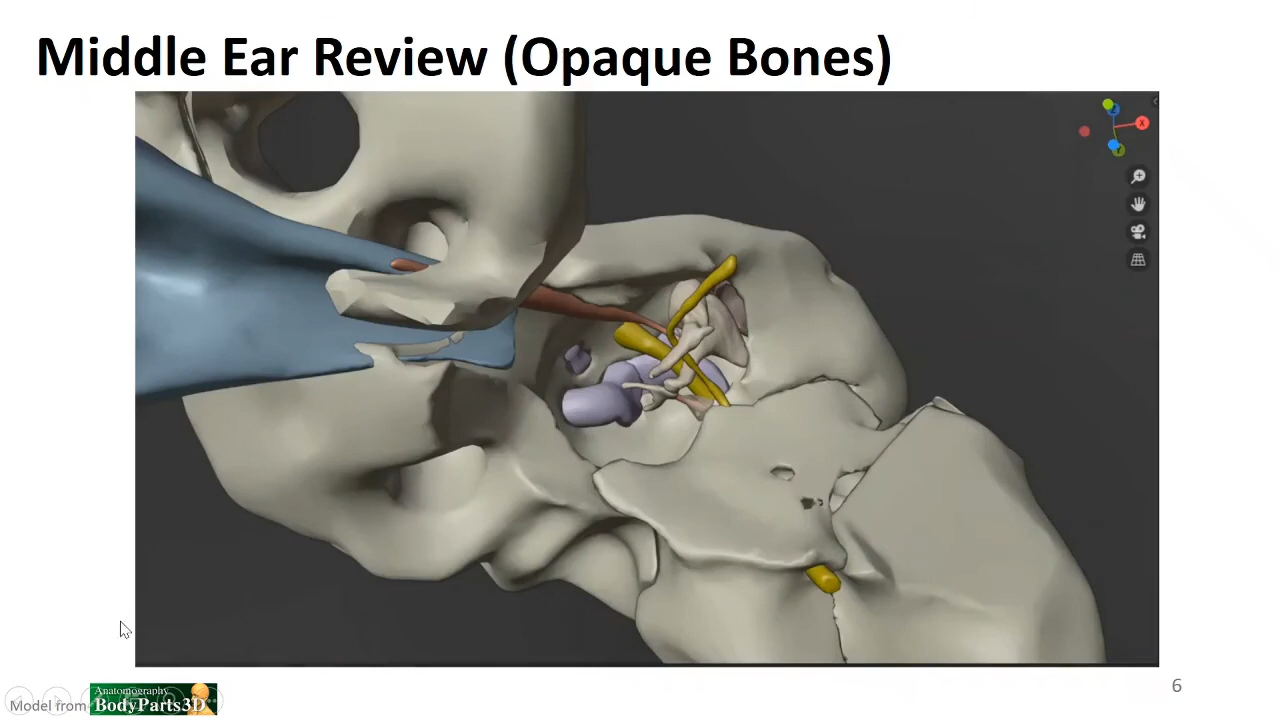 Middle Ear Review (Opaque Bones)
X
Y
6
Model from
Anatomography
BodyParts3D